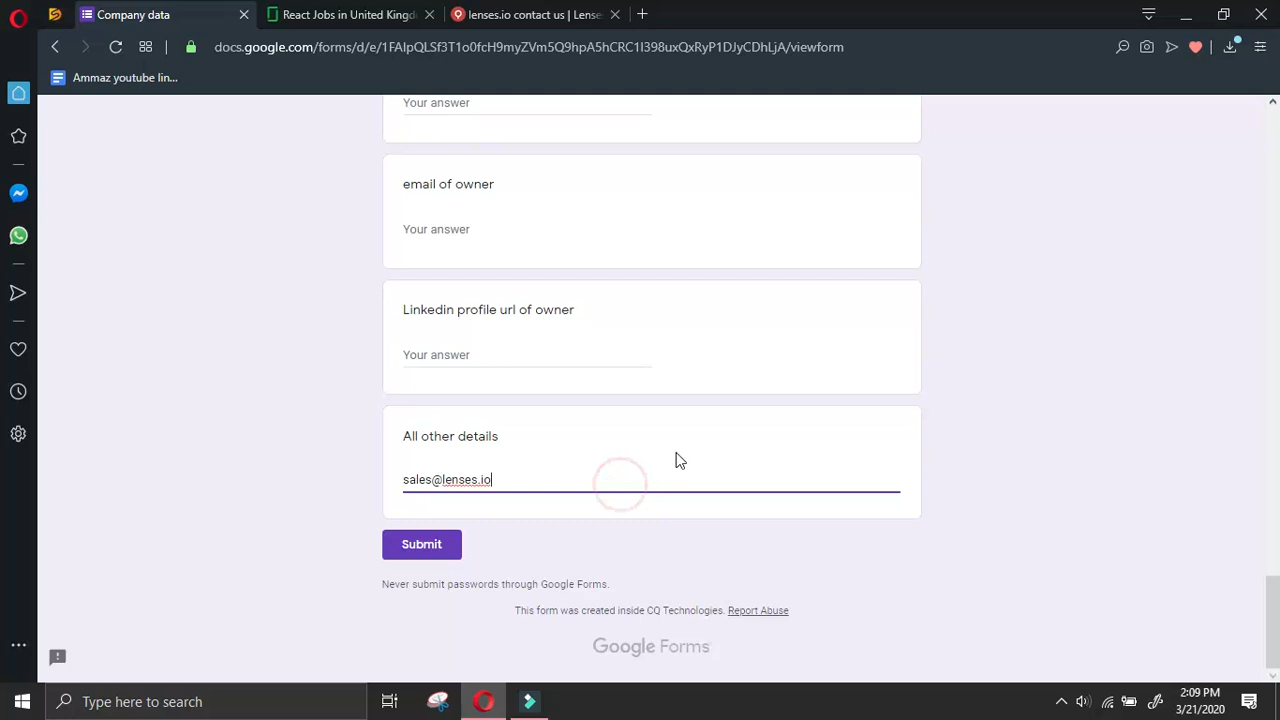 Company data
React Jobs in United Kingd
lenses.io contact us | Lense
docs.google.com/forms/d/e/1FAIpQLSf3T1o0fcH9myZVm5Q9hpA5hCRC1I398uxQxRyP1DJyCDhLjA/viewform
Ammaz youtube lin...
Your answer
email of owner
Your answer
Linkedin profile url of owner
Your answer
All other details
sales@lenses.io
Submit
Never submit passwords through Google Forms.
This form was created inside CQ Technologies. Report Abuse
Google Forms
Type here to search
2:09 PM
3/21/2020